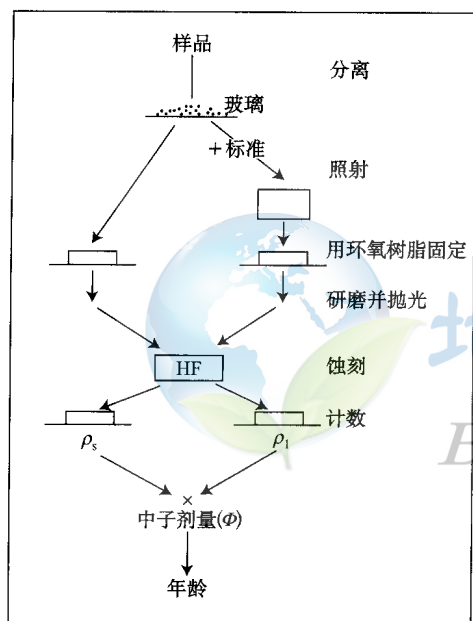 样品
分离
玻璃
+标准
照射
用环氧树脂固定
研磨并抛光
HF
蚀刻
计数
ρs
ρ1
×
中子剂量(Φ)
年龄